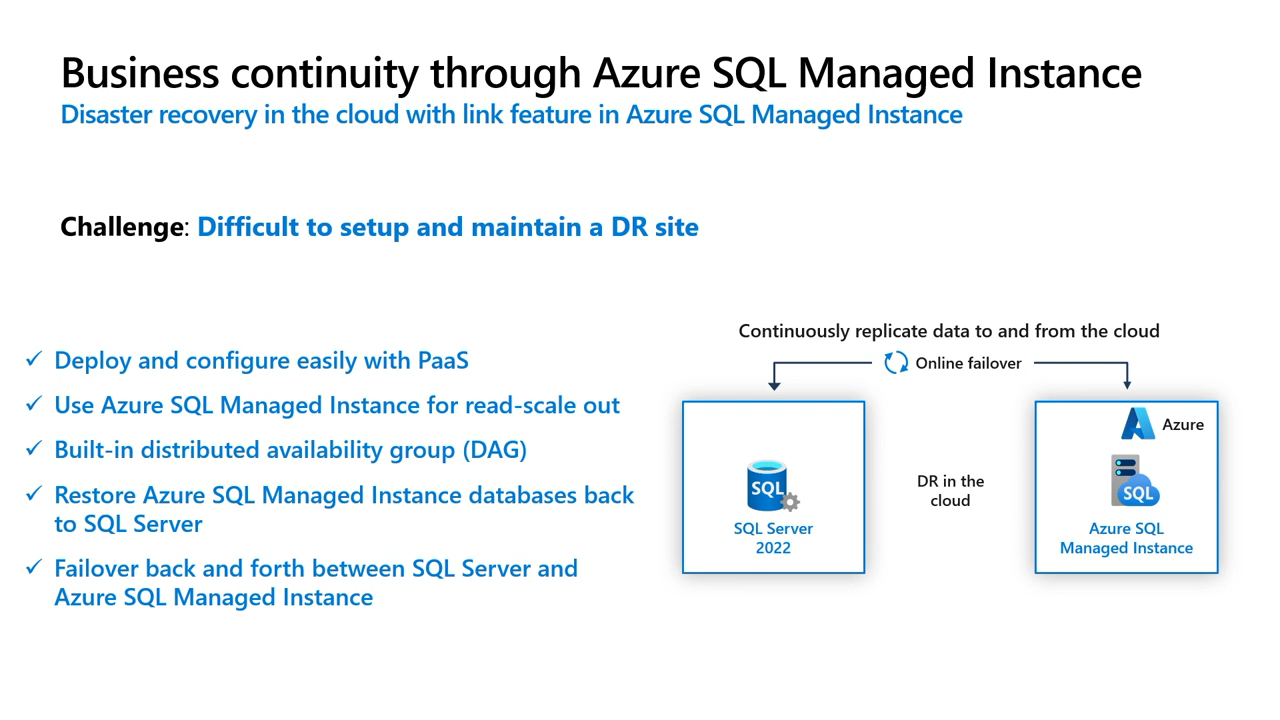 Business continuity through Azure SQL Managed Instance
Disaster recovery in the cloud with link feature in Azure SQL Managed Instance
Challenge: Difficult to setup and maintain a DR site
✓ Deploy and configure easily with PaaS
✓ Use Azure SQL Managed Instance for read-scale out
✓ Built-in distributed availability group (DAG)
✓ Restore Azure SQL Managed Instance databases back
to SQL Server
✓ Failover back and forth between SQL Server and
Azure SQL Managed Instance
Continuously replicate data to and from the cloud
Online failover
SQL
SQL Server
2022
DR in the
cloud
Azure
SQL
Azure SQL
Managed Instance